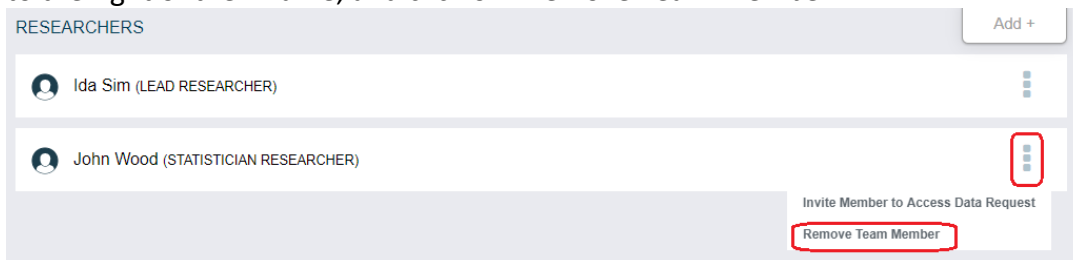 RESEARCHERS
Add +
Ida Sim (LEAD RESEARCHER)
John Wood (STATISTICIAN RESEARCHER)
Invite Member to Access Data Request
Remove Team Member